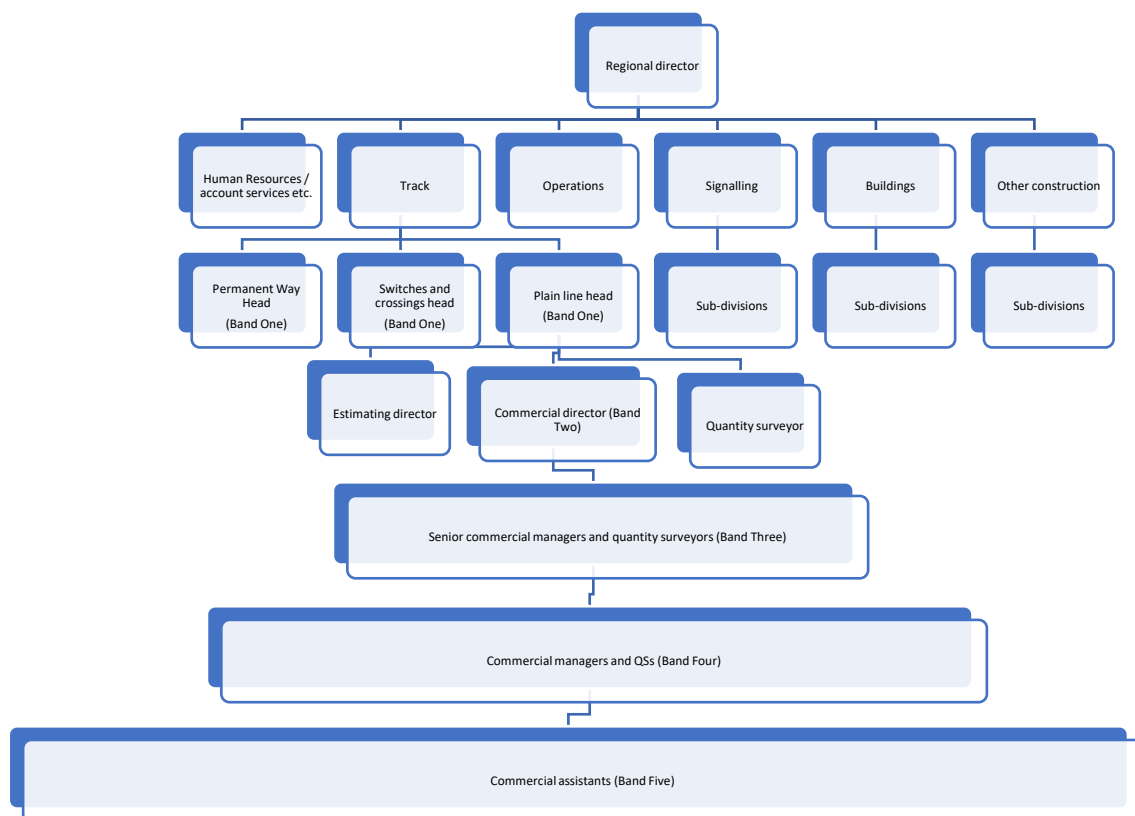 Regional director
Human Resources /
account services etc.
Track
Operations
Signalling
Buildings
Other construction
Permanent Way
Head
(Band One)
Switches and
crossings head
(Band One)
Plain line head
(Band One)
Sub-divisions
Sub-divisions
Sub-divisions
Estimating director
Commercial director (Band
Two)
Quantity surveyor
Senior commercial managers and quantity surveyors (Band Three)
Commercial managers and QSs (Band Four)
Commercial assistants (Band Five)